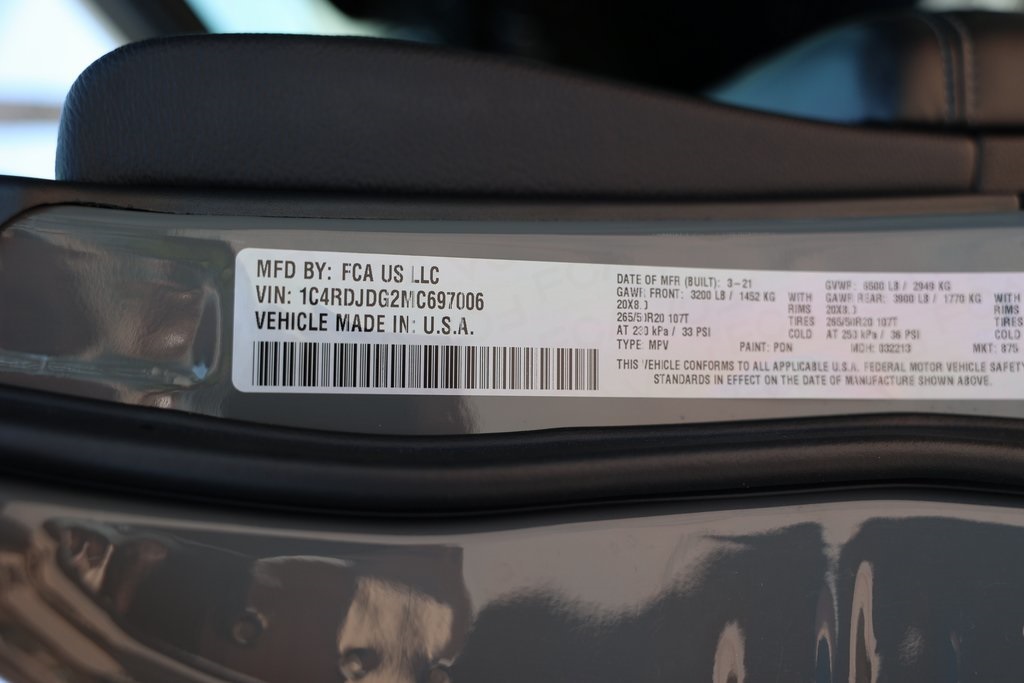 MFD BY: FCA US LLC
VIN: 1C4RDJDG2MC697006
VEHICLE MADE IN: U.S.A.
DATE OF MFR (BUILT): 3-21
GAWR FRONT: 3200 LB / 1452 KG WITH
RIMS
265/50R20 107T TIRES
AT 230 kPa / 33 PSI COLD
TYPE: MPV PAINT: PDN
GVWR: 6500 LB / 2949 KG
GAWR REAR: 3900 LB / 1770 KG WITH
RIMS
265/50R20 107T TIRES
AT 250 kPa / 36 PSI COLD
MDH: 032213 MKT: 875
THIS VEHICLE CONFORMS TO ALL APPLICABLE U.S.A. FEDERAL MOTOR VEHICLE SAFETY
STANDARDS IN EFFECT ON THE DATE OF MANUFACTURE SHOWN ABOVE.